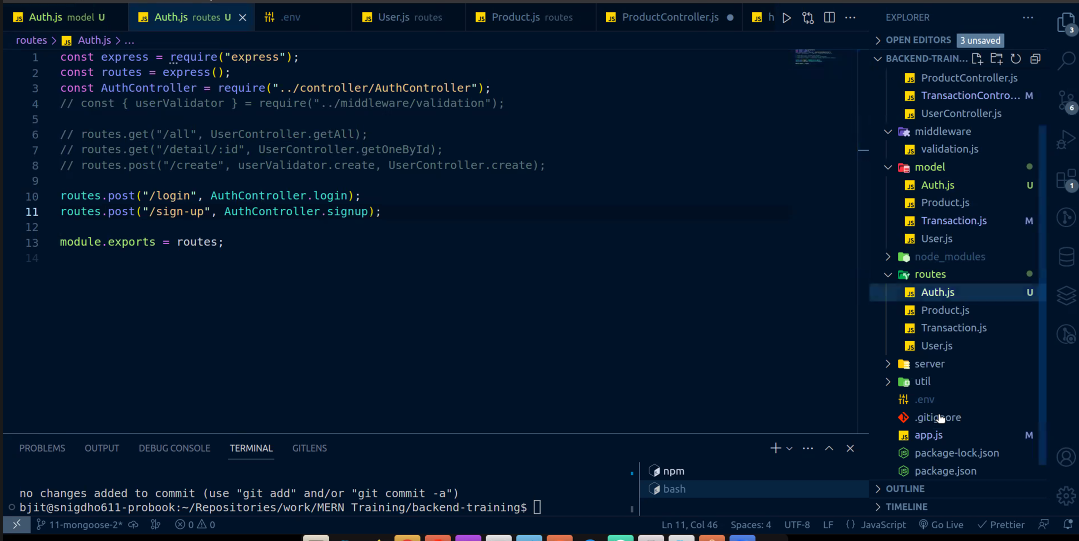 Auth.js model U
Auth.js routes U
.env
User.js routes
Product.js routes
ProductController.js
h
routes > Auth.js > ...
1 const express = require("express");
2 const routes = express();
3 const AuthController = require("../controller/AuthController");
4 // const { userValidator } = require("../middleware/validation");
5
6 // routes.get("/all", UserController.getAll);
7 // routes.get("/detail/:id", UserController.getOneById);
8 // routes.post("/create", userValidator.create, UserController.create);
9
10 routes.post("/login", AuthController.login);
11 routes.post("/sign-up", AuthController.signup);
12
13 module.exports = routes;
14
EXPLORER
OPEN EDITORS 3 unsaved
BACKEND-TRAIN...
ProductController.js
TransactionContro... M
UserController.js
middleware
validation.js
model
Auth.js U
Product.js
Transaction.js M
User.js
node_modules
routes
Auth.js U
Product.js
Transaction.js
User.js
server
util
.env
.gitignore
app.js M
package-lock.json
package.json
OUTLINE
TIMELINE
3
6
1
PROBLEMS OUTPUT DEBUG CONSOLE TERMINAL GITLENS
no changes added to commit (use "git add" and/or "git commit -a")
bjit@snigdho611-probook:~/Repositories/work/MERN Training/backend-training$
npm
bash
11-mongoose-2* 0 0 Ln 11, Col 46 Spaces: 4 UTF-8 LF {} JavaScript Go Live Prettier